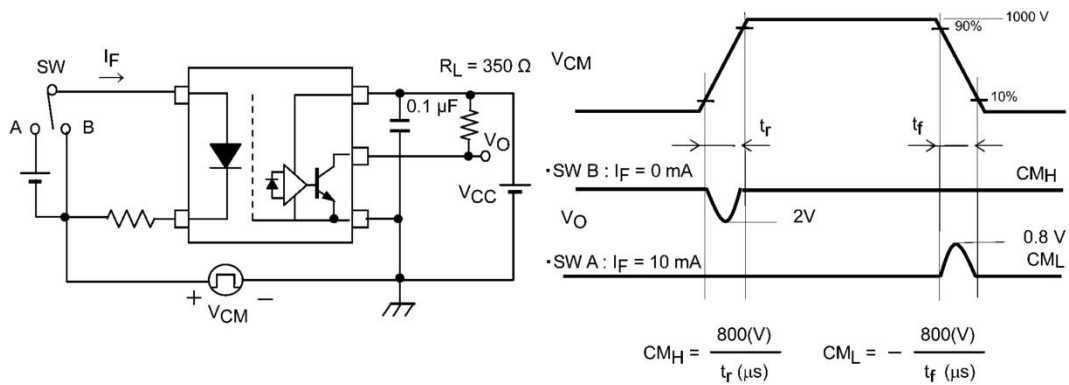 SW
I_F
A
B
R_L = 350 Ω
0.1 μF
V_O
V_CC
+ V_CM −
V_CM
1000 V
90%
10%
t_r
t_f
・SW B : I_F = 0 mA
CM_H
V_O
2V
0.8 V
・SW A : I_F = 10 mA
CM_L
CM_H = 800(V) / t_r (μs)
CM_L = − 800(V) / t_f (μs)